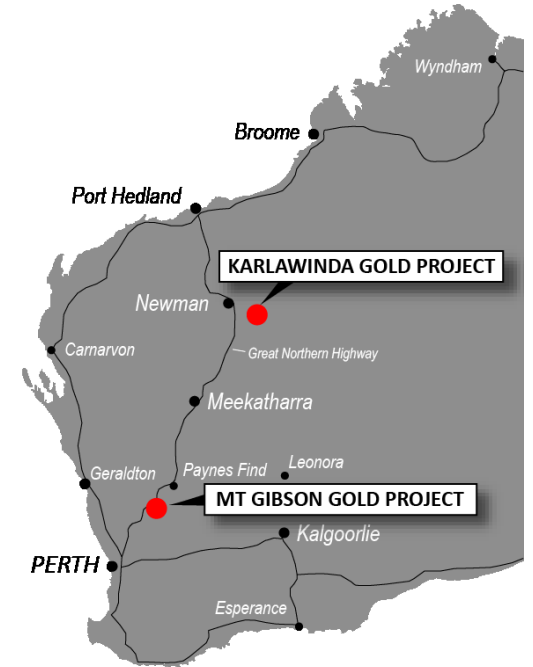 Wyndham
Broome
Port Hedland
KARLAWINDA GOLD PROJECT
Newman
Carnarvon
Great Northern Highway
Meekatharra
Leonora
Geraldton
Paynes Find
MT GIBSON GOLD PROJECT
Kalgoorlie
PERTH
Esperance